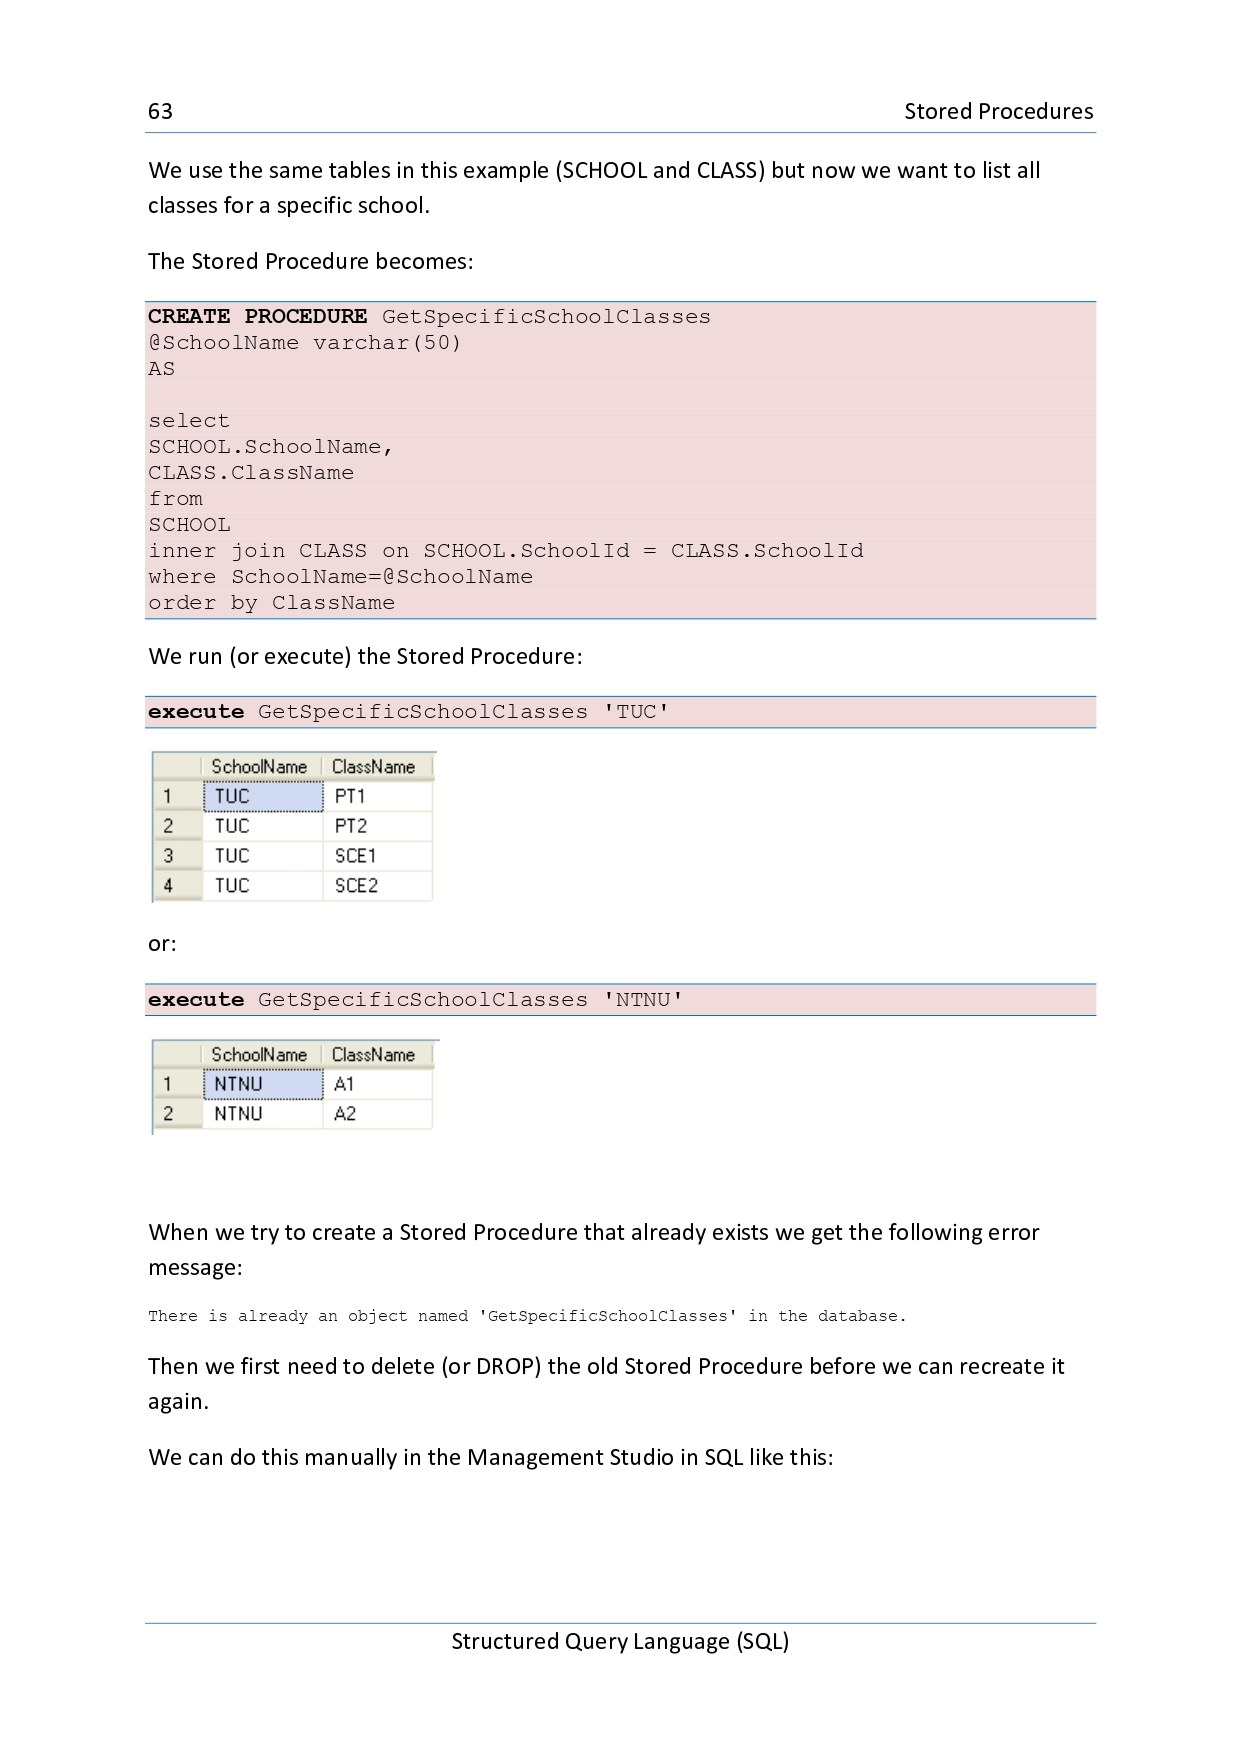 63 Stored Procedures
We use the same tables in this example (SCHOOL and CLASS) but now we want to list all
classes for a specific school.
The Stored Procedure becomes:
CREATE PROCEDURE GetSpecificSchoolClasses
@SchoolName varchar(50)
AS
select
SCHOOL.SchoolName,
CLASS.ClassName
from
SCHOOL
inner join CLASS on SCHOOL.SchoolId = CLASS.SchoolId
where SchoolName=@SchoolName
order by ClassName
We run (or execute) the Stored Procedure:
execute GetSpecificSchoolClasses 'TUC'
SchoolName ClassName
1 TUC PT1
2 TUC PT2
3 TUC SCE1
4 TUC SCE2
or:
execute GetSpecificSchoolClasses 'NTNU'
SchoolName ClassName
1 NTNU A1
2 NTNU A2
When we try to create a Stored Procedure that already exists we get the following error
message:
There is already an object named 'GetSpecificSchoolClasses' in the database.
Then we first need to delete (or DROP) the old Stored Procedure before we can recreate it
again.
We can do this manually in the Management Studio in SQL like this:
Structured Query Language (SQL)